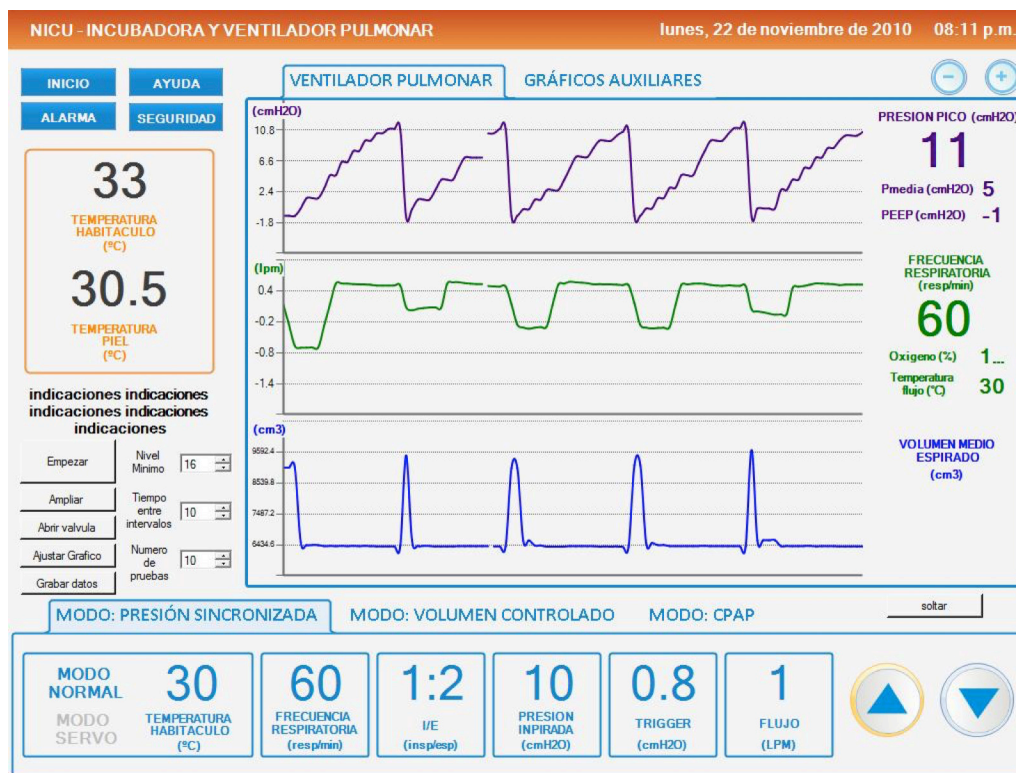 NICU - INCUBADORA Y VENTILADOR PULMONAR
lunes, 22 de noviembre de 2010 08:11 p.m.
INICIO
AYUDA
ALARMA
SEGURIDAD
33
TEMPERATURA
HABITACULO
(ºC)
30.5
TEMPERATURA
PIEL
(ºC)
indicaciones indicaciones
indicaciones indicaciones
indicaciones
Empezar
Ampliar
Abrir valvula
Ajustar Grafico
Grabar datos
Nivel
Minimo
16
Tiempo
entre
intervalos
10
Numero
de
pruebas
10
VENTILADOR PULMONAR
GRÁFICOS AUXILIARES
(cmH2O)
10.8
6.6
2.4
-1.8
(lpm)
0.4
-0.2
-0.8
-1.4
(cm3)
9592.4
8539.8
7487.2
6434.6
PRESION PICO (cmH2O)
11
Pmedia (cmH2O) 5
PEEP (cmH2O) -1
FRECUENCIA
RESPIRATORIA
(resp/min)
60
Oxigeno (%) 1...
Temperatura
flujo (ºC)
30
VOLUMEN MEDIO
ESPIRADO
(cm3)
MODO: PRESIÓN SINCRONIZADA
MODO: VOLUMEN CONTROLADO
MODO: CPAP
soltar
MODO
NORMAL
MODO
SERVO
30
TEMPERATURA
HABITACULO
(ºC)
60
FRECUENCIA
RESPIRATORIA
(resp/min)
1:2
I/E
(insp/esp)
10
PRESION
INPIRADA
(cmH2O)
0.8
TRIGGER
(cmH2O)
1
FLUJO
(LPM)